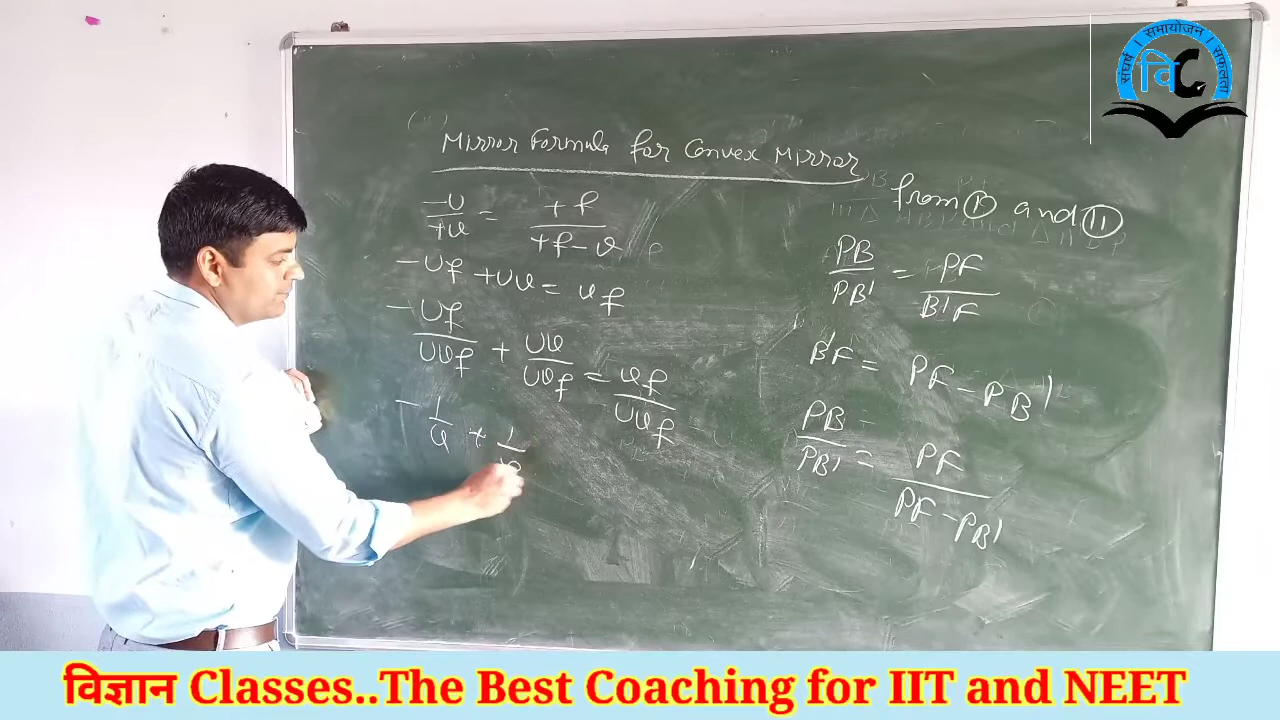 Mirror Formula for Convex Mirror
-u/+v = +f/+f-v
-uf + uv = vf
-uf/uvf + uv/uvf = vf/uvf
-1/v + 1/f
from I and II
PB/PB' = PF/B'F
B'F = PF - PB'
PB/PB' = PF/PF-PB'
संघर्ष । समायोजन । सफलता
वि C
विज्ञान Classes..The Best Coaching for IIT and NEET